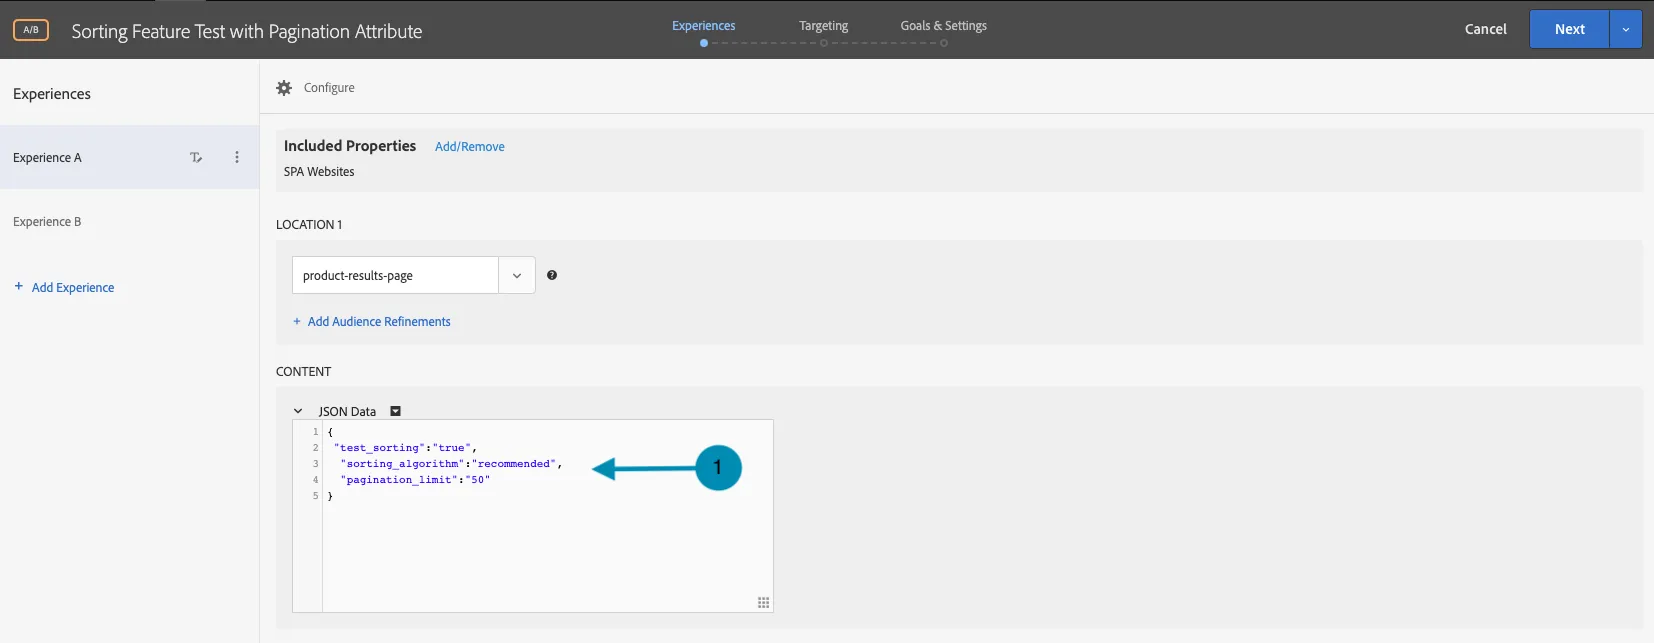 A/B
Sorting Feature Test with Pagination Attribute
Experiences
Targeting
Goals & Settings
Cancel
Next
Experiences
Configure
Included Properties
Add/Remove
SPA Websites
Experience A
Experience B
+ Add Experience
LOCATION 1
product-results-page
?
+ Add Audience Refinements
CONTENT
JSON Data
1 {
2 "test_sorting":"true",
3 "sorting_algorithm":"recommended",
4 "pagination_limit":"50"
5 }
1